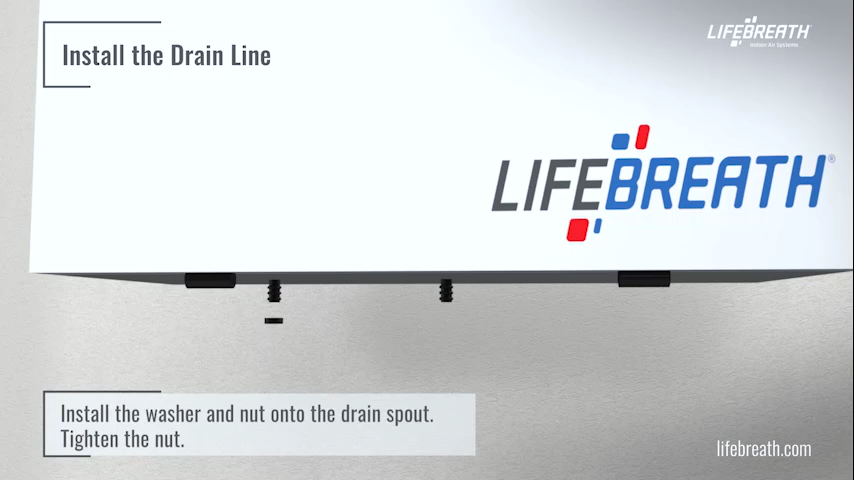 Install the Drain Line
LIFEBREATH®
Indoor Air Systems
LIFEBREATH®
Install the washer and nut onto the drain spout.
Tighten the nut.
lifebreath.com